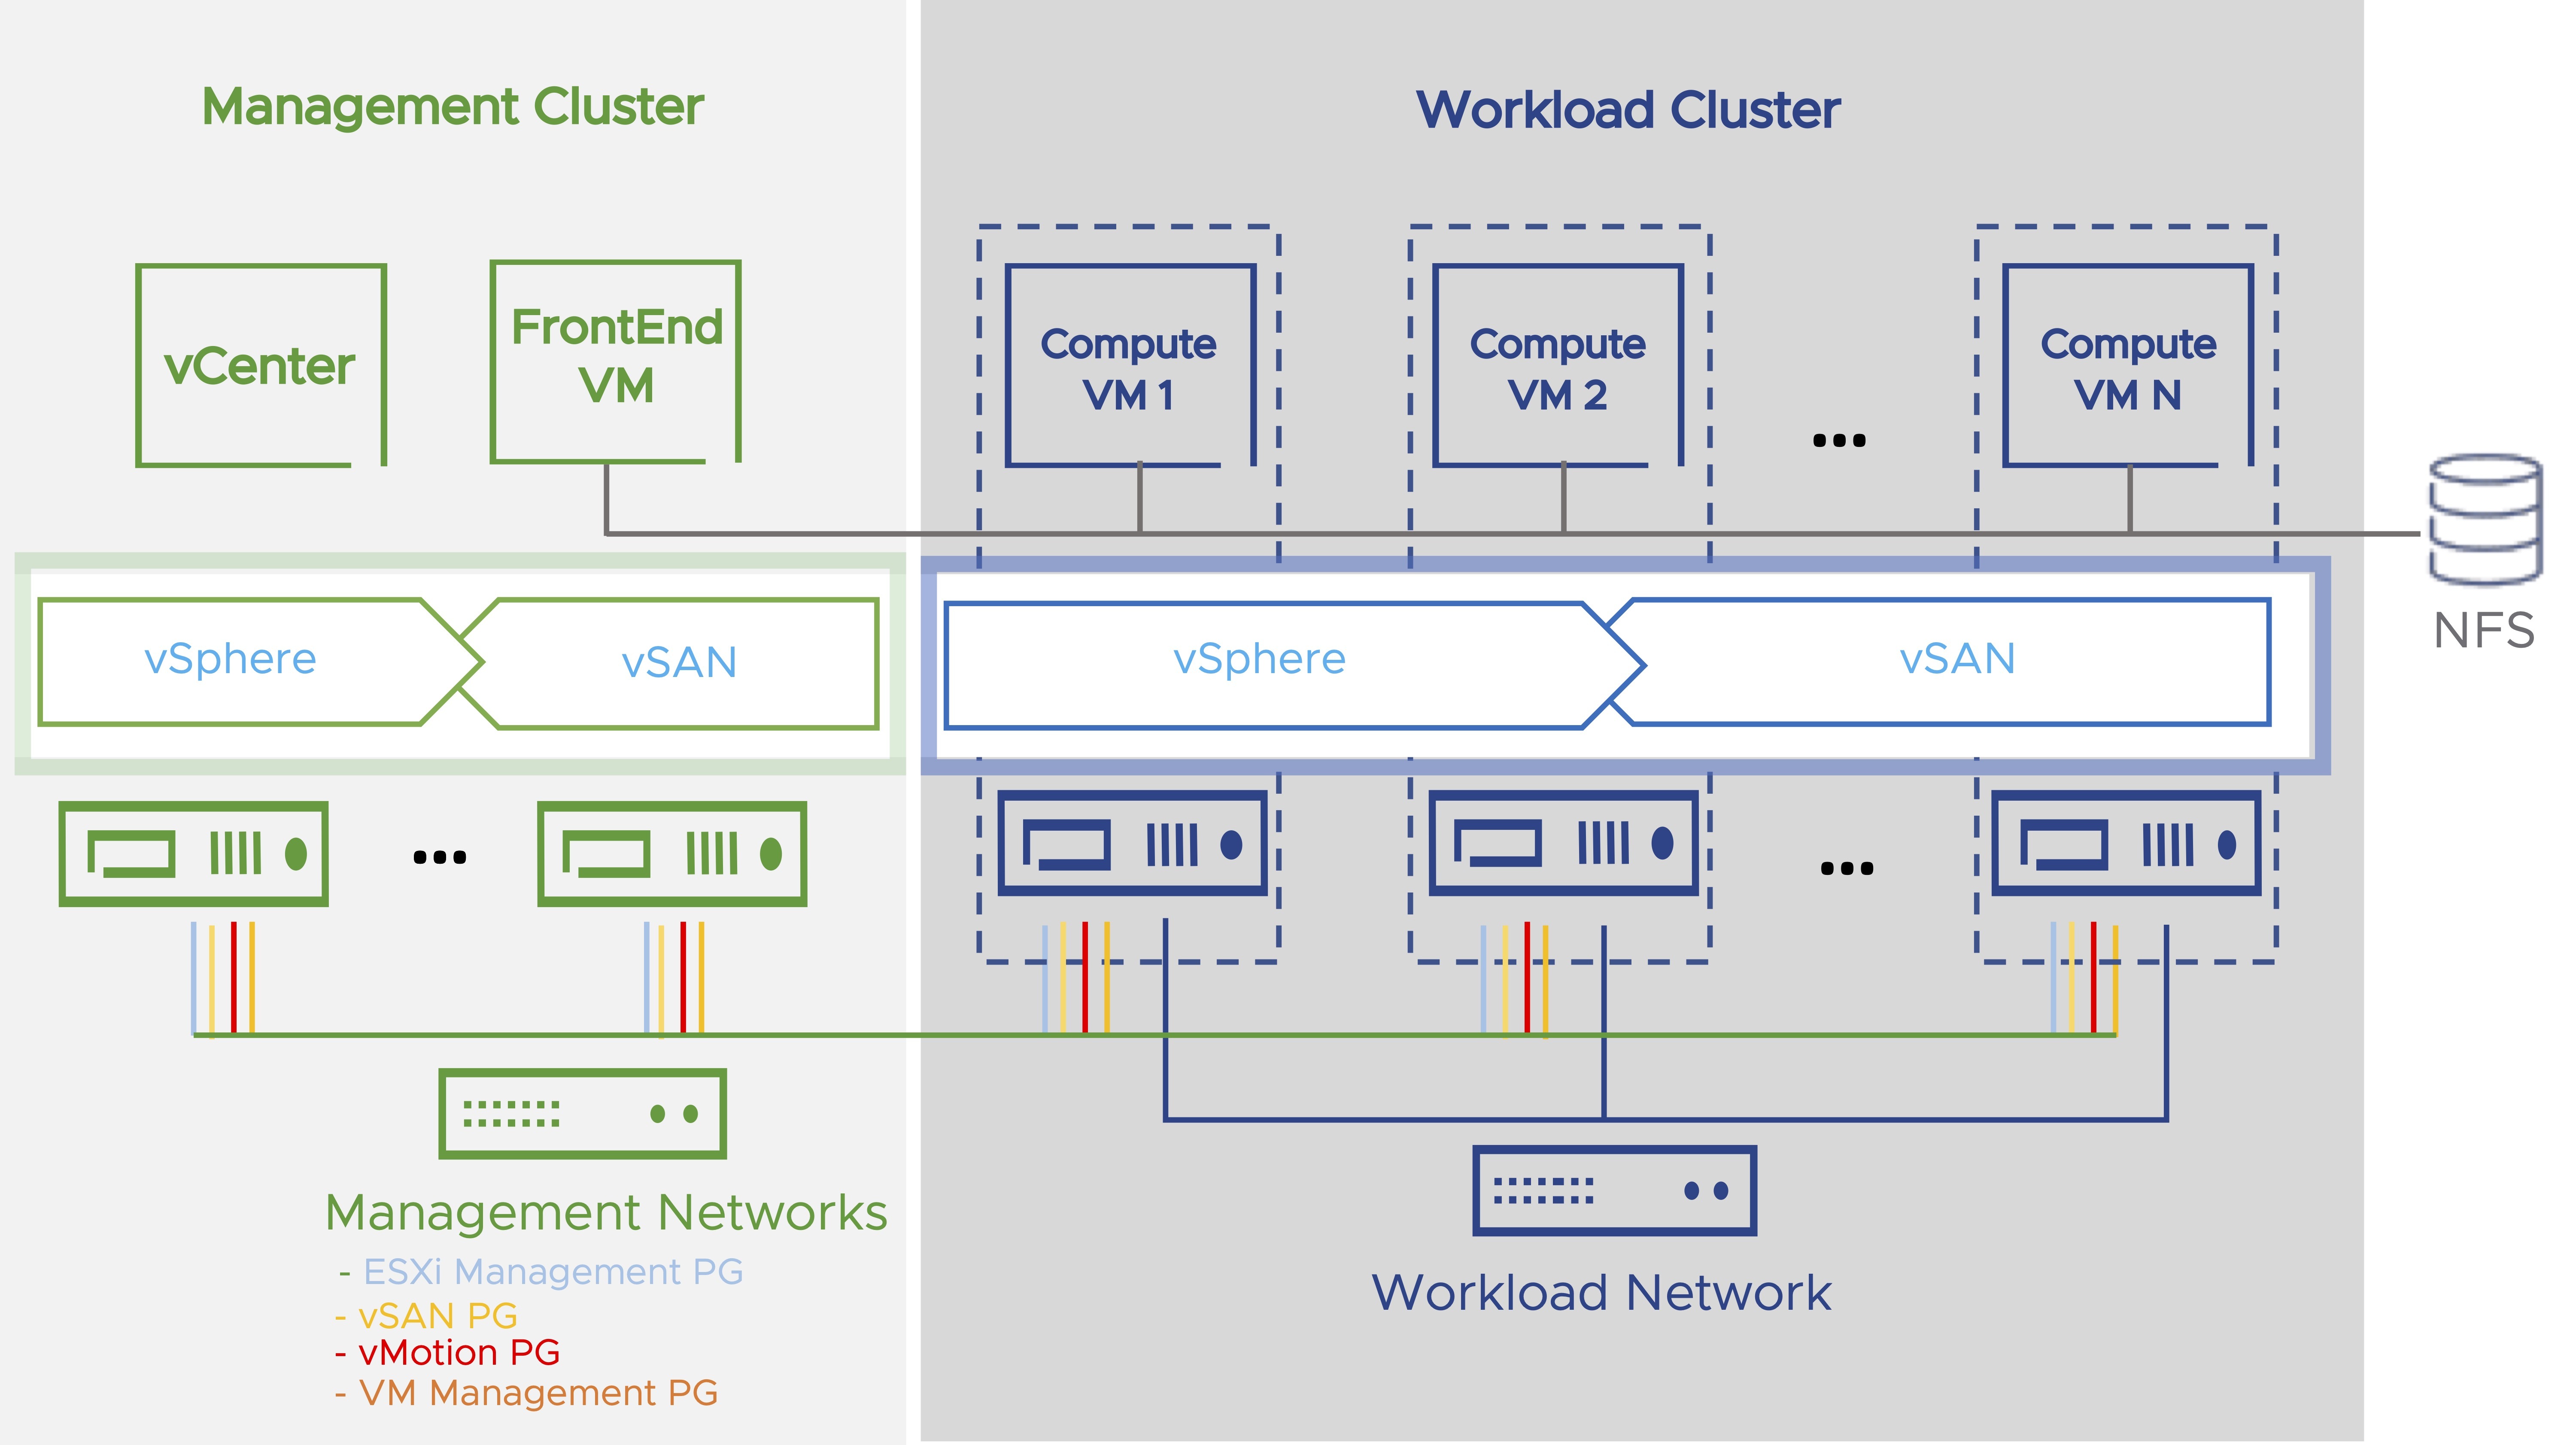 Management Cluster
Workload Cluster
vCenter
FrontEnd
VM
Compute
VM 1
Compute
VM 2
...
Compute
VM N
NFS
vSphere
vSAN
vSphere
vSAN
...
...
Management Networks
- ESXi Management PG
- vSAN PG
- vMotion PG
- VM Management PG
Workload Network